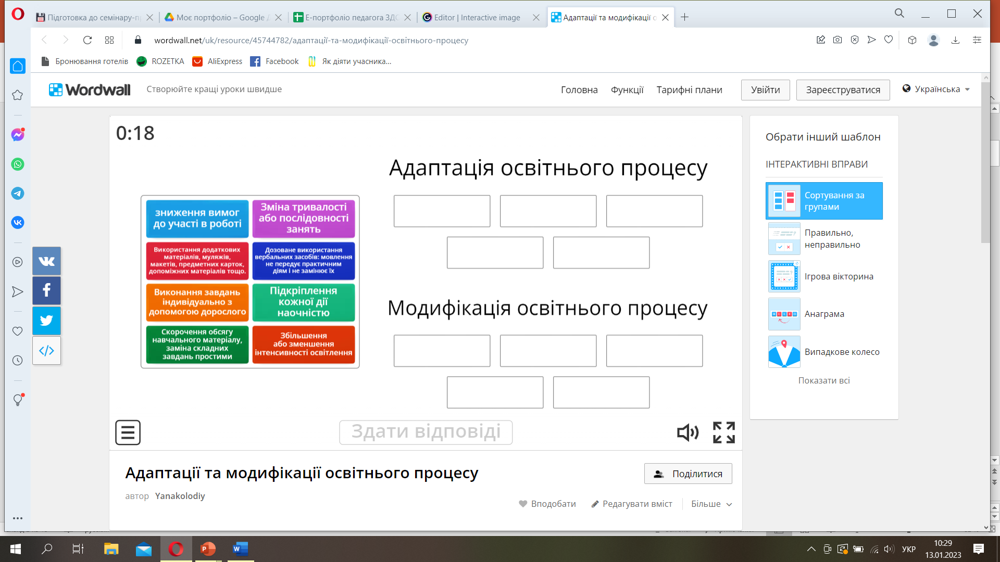 Підготовка до семінару-п
Моє портфоліо – Google Д
Е-портфоліо педагога ЗДО
Editor | Interactive image
Адаптації та модифікації о
wordwall.net/uk/resource/45744782/адаптації-та-модифікації-освітнього-процесу
Бронювання готелів
ROZETKA
AliExpress
Facebook
Як діяти учасника...
Wordwall
Створюйте кращі уроки швидше
Головна
Функції
Тарифні плани
Увійти
Зареєструватися
Українська
0:18
Адаптація освітнього процесу
зниження вимог
до участі в роботі
Зміна тривалості
або послідовності
занять
Використання додаткових
матеріалів, муляжів,
макетів, предметних карток,
допоміжних матеріалів тощо.
Дозоване використання
вербальних засобів: мовлення
не передує практичним
діям і не замінює їх
Виконання завдань
індивідуально з
допомогою дорослого
Підкріплення
кожної дії
наочністю
Скорочення обсягу
навчального матеріалу,
заміна складних
завдань простими
Збільшення
або зменшення
інтенсивності освітлення
Модифікація освітнього процесу
Здати відповіді
Обрати інший шаблон
ІНТЕРАКТИВНІ ВПРАВИ
Сортування за
групами
Правильно,
неправильно
Ігрова вікторина
Анаграма
Випадкове колесо
Показати всі
Адаптації та модифікації освітнього процесу
Поділитися
автор Yanakolodiy
Вподобати
Редагувати вміст
Більше
УКР
10:29
13.01.2023